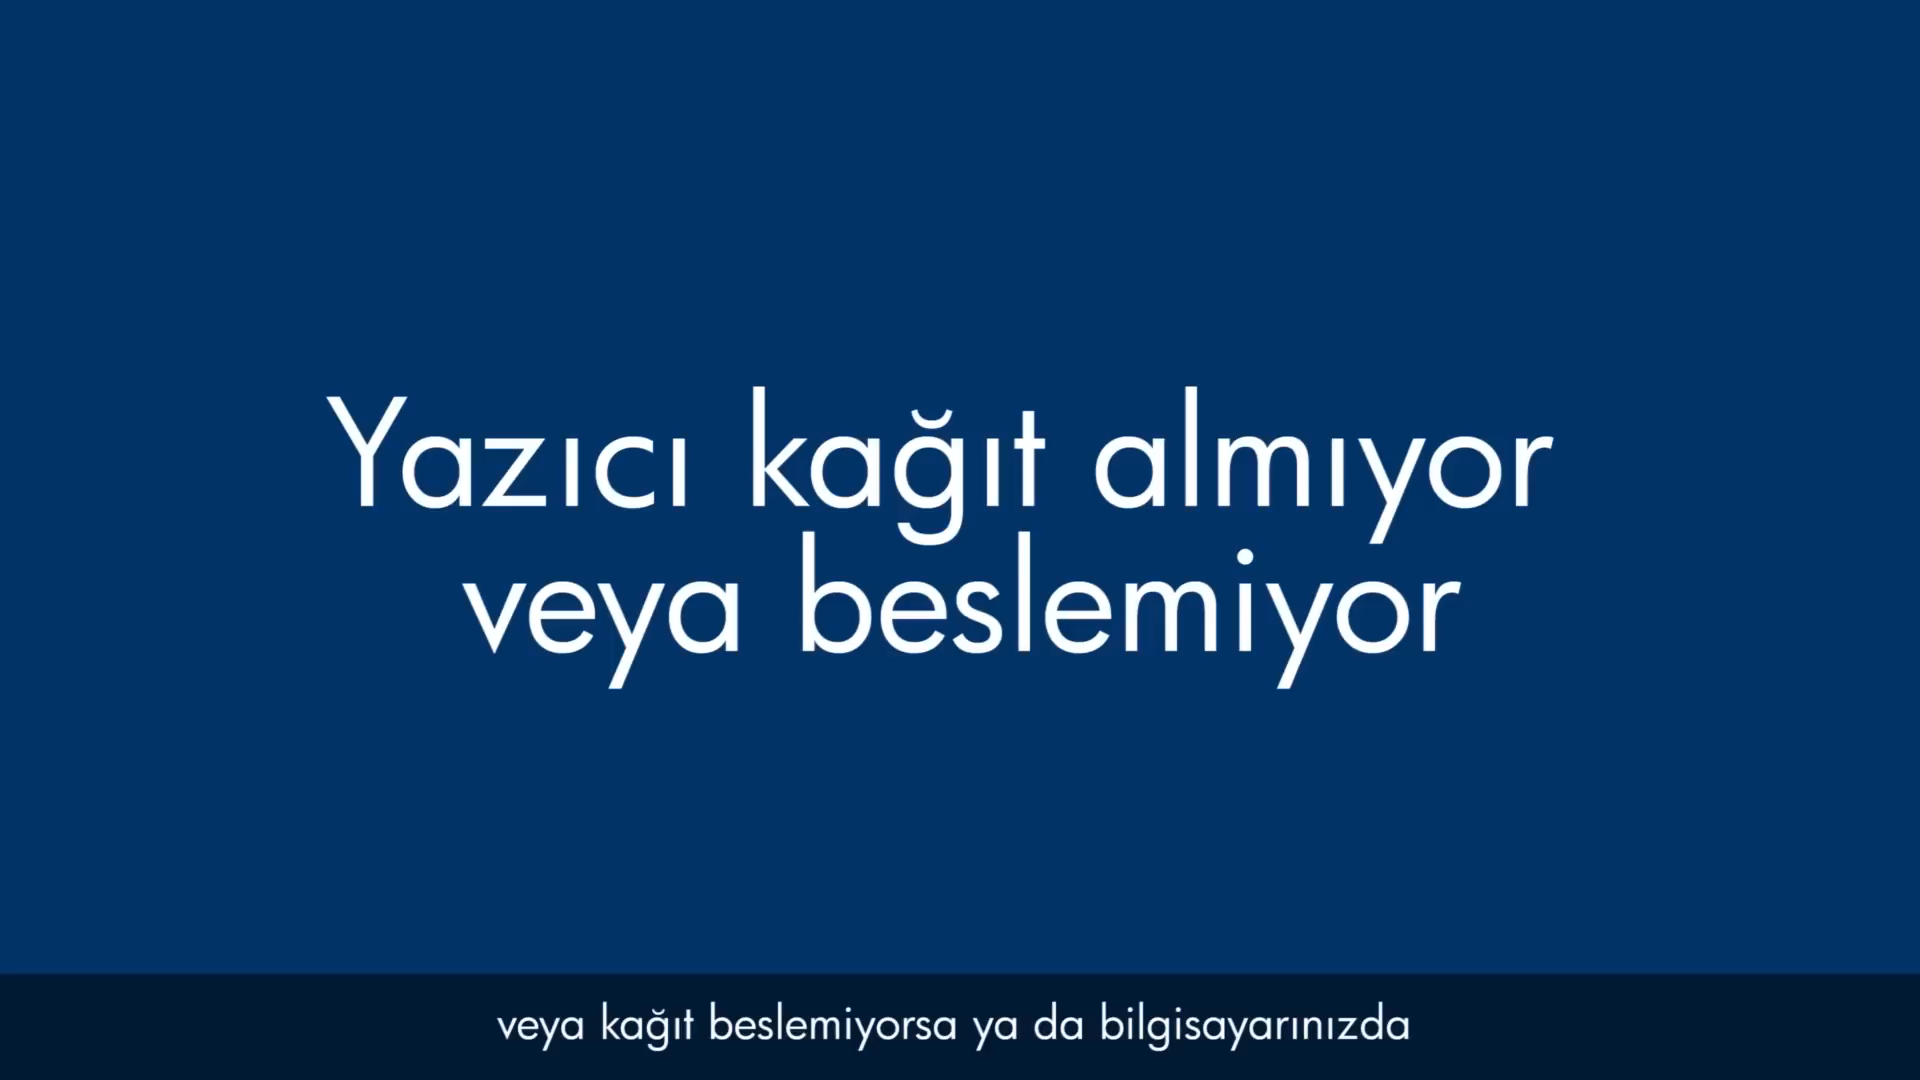 Yazıcı kağıt almıyor
veya beslemiyor
veya kağıt beslemiyorsa ya da bilgisayarınızda